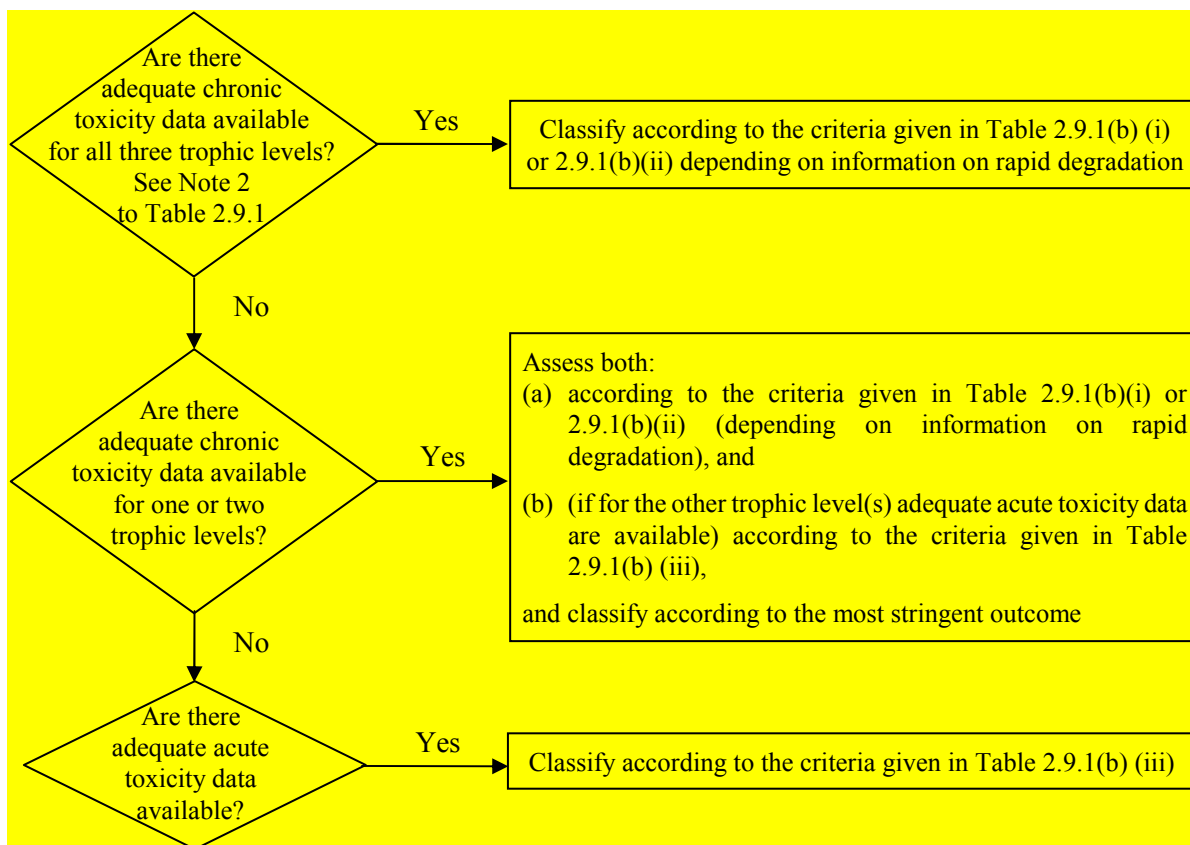 Are there
adequate chronic
toxicity data available
for all three trophic levels?
See Note 2
to Table 2.9.1
Yes
Classify according to the criteria given in Table 2.9.1(b) (i)
or 2.9.1(b)(ii) depending on information on rapid degradation
No
Are there
adequate chronic
toxicity data available
for one or two
trophic levels?
Yes
Assess both:
(a) according to the criteria given in Table 2.9.1(b)(i) or
2.9.1(b)(ii) (depending on information on rapid
degradation), and
(b) (if for the other trophic level(s) adequate acute toxicity data
are available) according to the criteria given in Table
2.9.1(b) (iii),
and classify according to the most stringent outcome
No
Are there
adequate acute
toxicity data
available?
Yes
Classify according to the criteria given in Table 2.9.1(b) (iii)